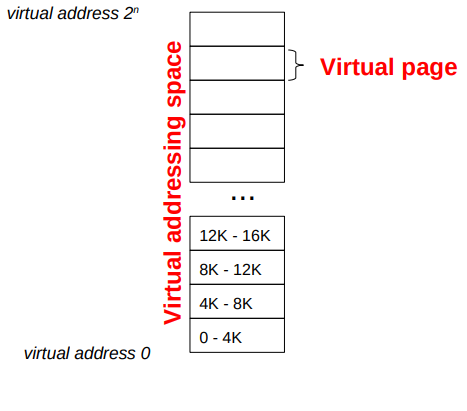 virtual address 2ⁿ
Virtual page
Virtual addressing space
...
12K - 16K
8K - 12K
4K - 8K
0 - 4K
virtual address 0